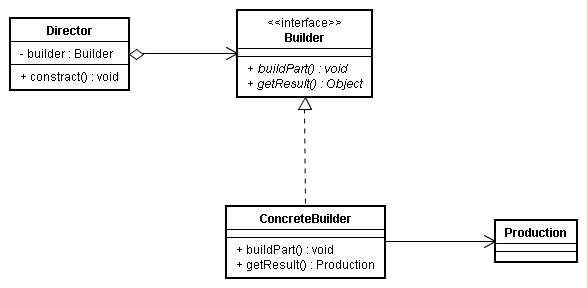 Director
- builder : Builder
+ constract() : void
<<interface>>
Builder
+ buildPart() : void
+ getResult() : Object
ConcreteBuilder
+ buildPart() : void
+ getResult() : Production
Production